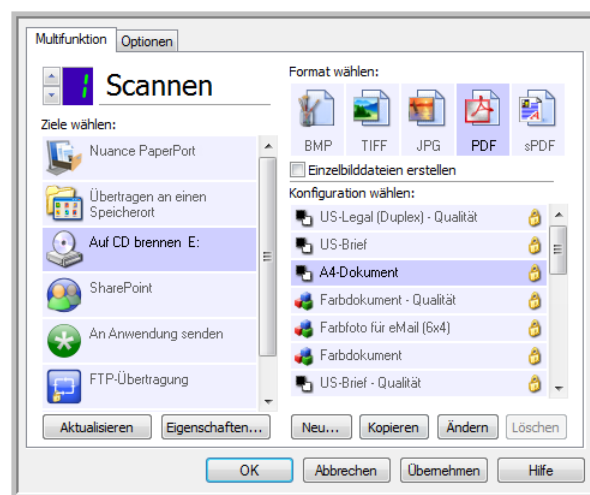 Multifunktion
Optionen
1 Scannen
Ziele wählen:
Nuance PaperPort
Übertragen an einen
Speicherort
Auf CD brennen E:
SharePoint
An Anwendung senden
FTP-Übertragung
Aktualisieren
Eigenschaften...
Format wählen:
BMP
TIFF
JPG
PDF
sPDF
Einzelbilddateien erstellen
Konfiguration wählen:
US-Legal (Duplex) - Qualität
US-Brief
A4-Dokument
Farbdokument - Qualität
Farbfoto für eMail (6x4)
Farbdokument
US-Brief - Qualität
Neu...
Kopieren
Ändern
Löschen
OK
Abbrechen
Übernehmen
Hilfe